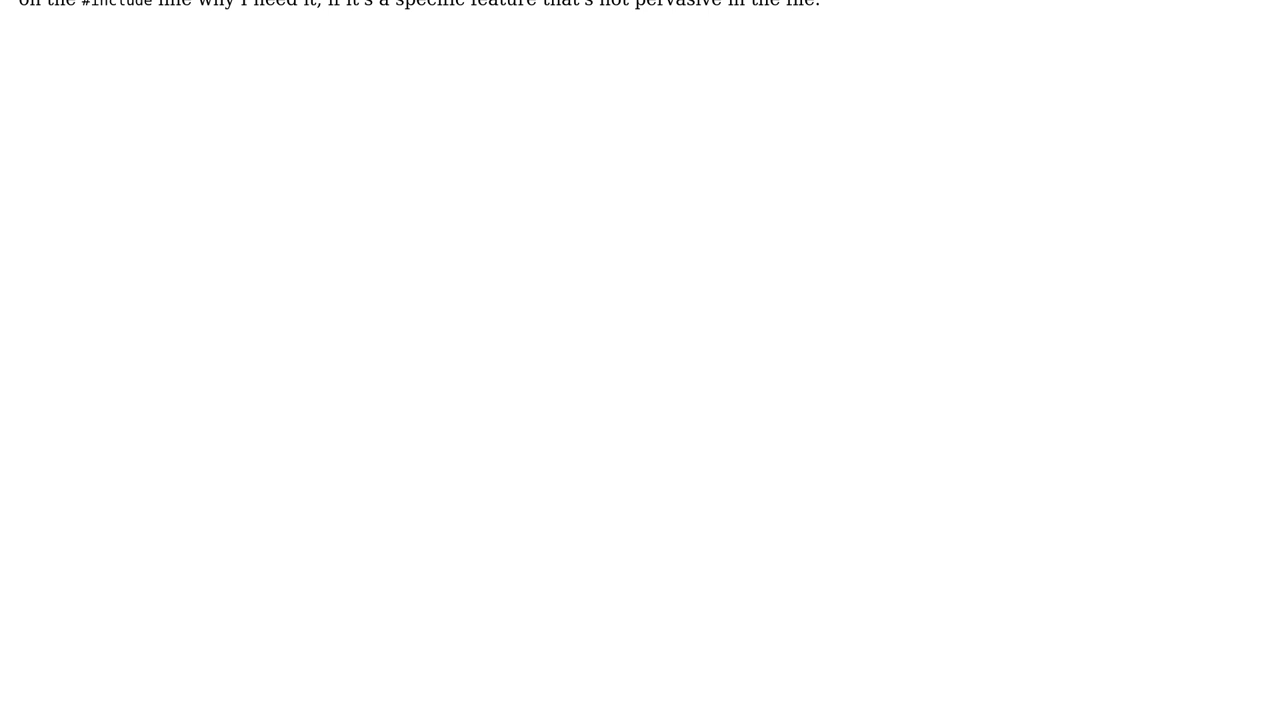 on the #include line why I need it, if it's a specific feature that's not pervasive in the file.